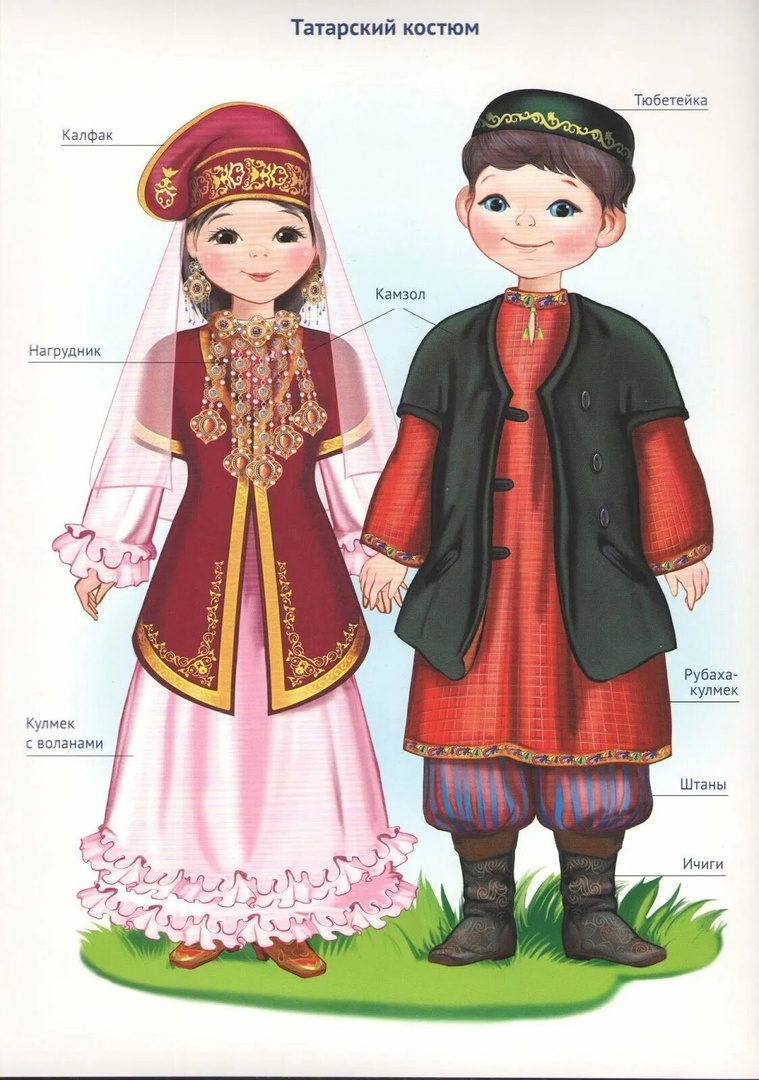 Татарский костюм
Тюбетейка
Калфак
Камзол
Нагрудник
Рубаха-
кулмек
Кулмек
с воланами
Штаны
Ичиги